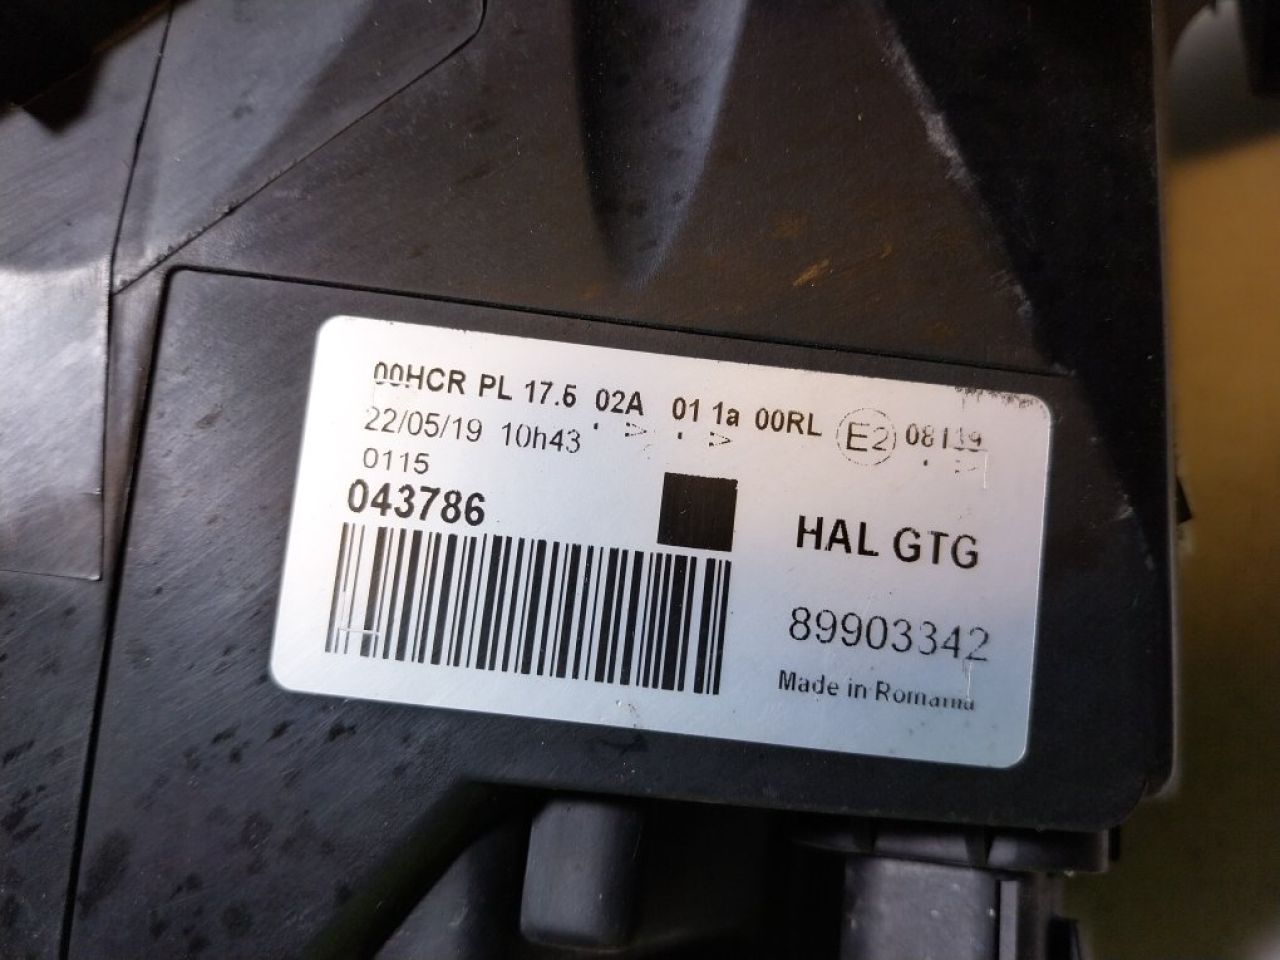 00HCR PL 17.5 02A 01 1a 00RL E2 08119
22/05/19 10h43
0115
043786
HAL GTG
89903342
Made in Romania